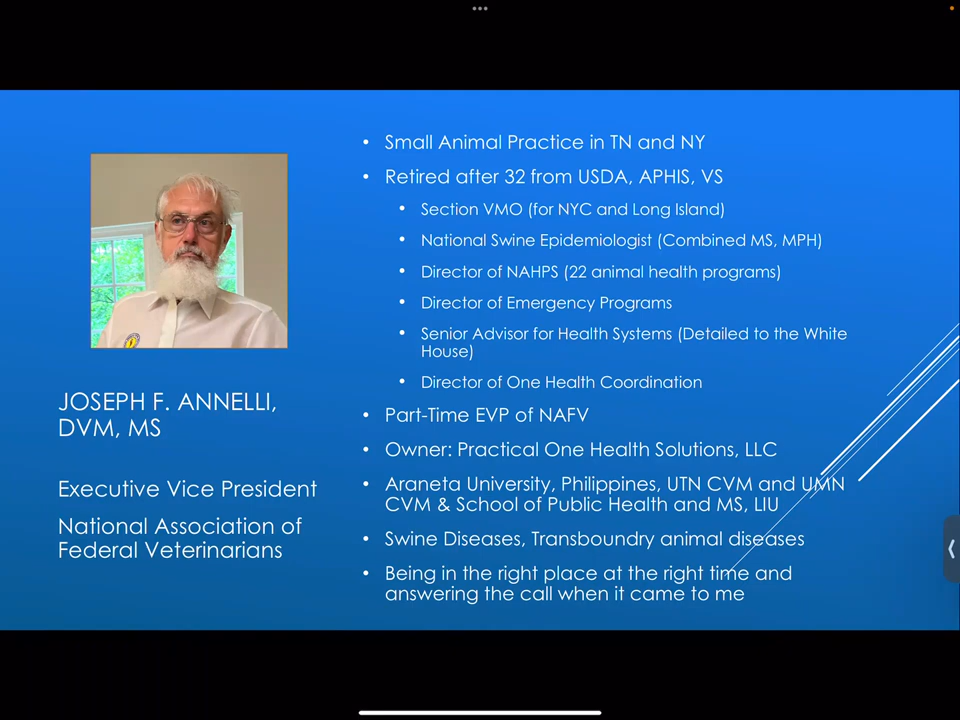 JOSEPH F. ANNELLI,
DVM, MS
Executive Vice President
National Association of
Federal Veterinarians
• Small Animal Practice in TN and NY
• Retired after 32 from USDA, APHIS, VS
• Section VMO (for NYC and Long Island)
• National Swine Epidemiologist (Combined MS, MPH)
• Director of NAHPS (22 animal health programs)
• Director of Emergency Programs
• Senior Advisor for Health Systems (Detailed to the White
House)
• Director of One Health Coordination
• Part-Time EVP of NAFV
• Owner: Practical One Health Solutions, LLC
• Araneta University, Philippines, UTN CVM and UMN
CVM & School of Public Health and MS, LIU
• Swine Diseases, Transboundry animal diseases
• Being in the right place at the right time and
answering the call when it came to me